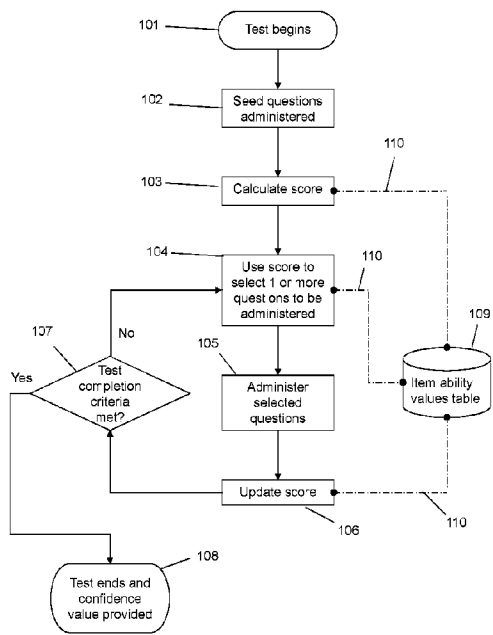 101
Test begins
102
Seed questions
administered
110
103
Calculate score
104
Use score to
select 1 or more
quest ons to be
administered
110
109
Item ability
values table
107
No
Yes
Test
completion
criteria
met?
105
Administer
selected
questions
Update score
106
110
108
Test ends and
confidence
value provided